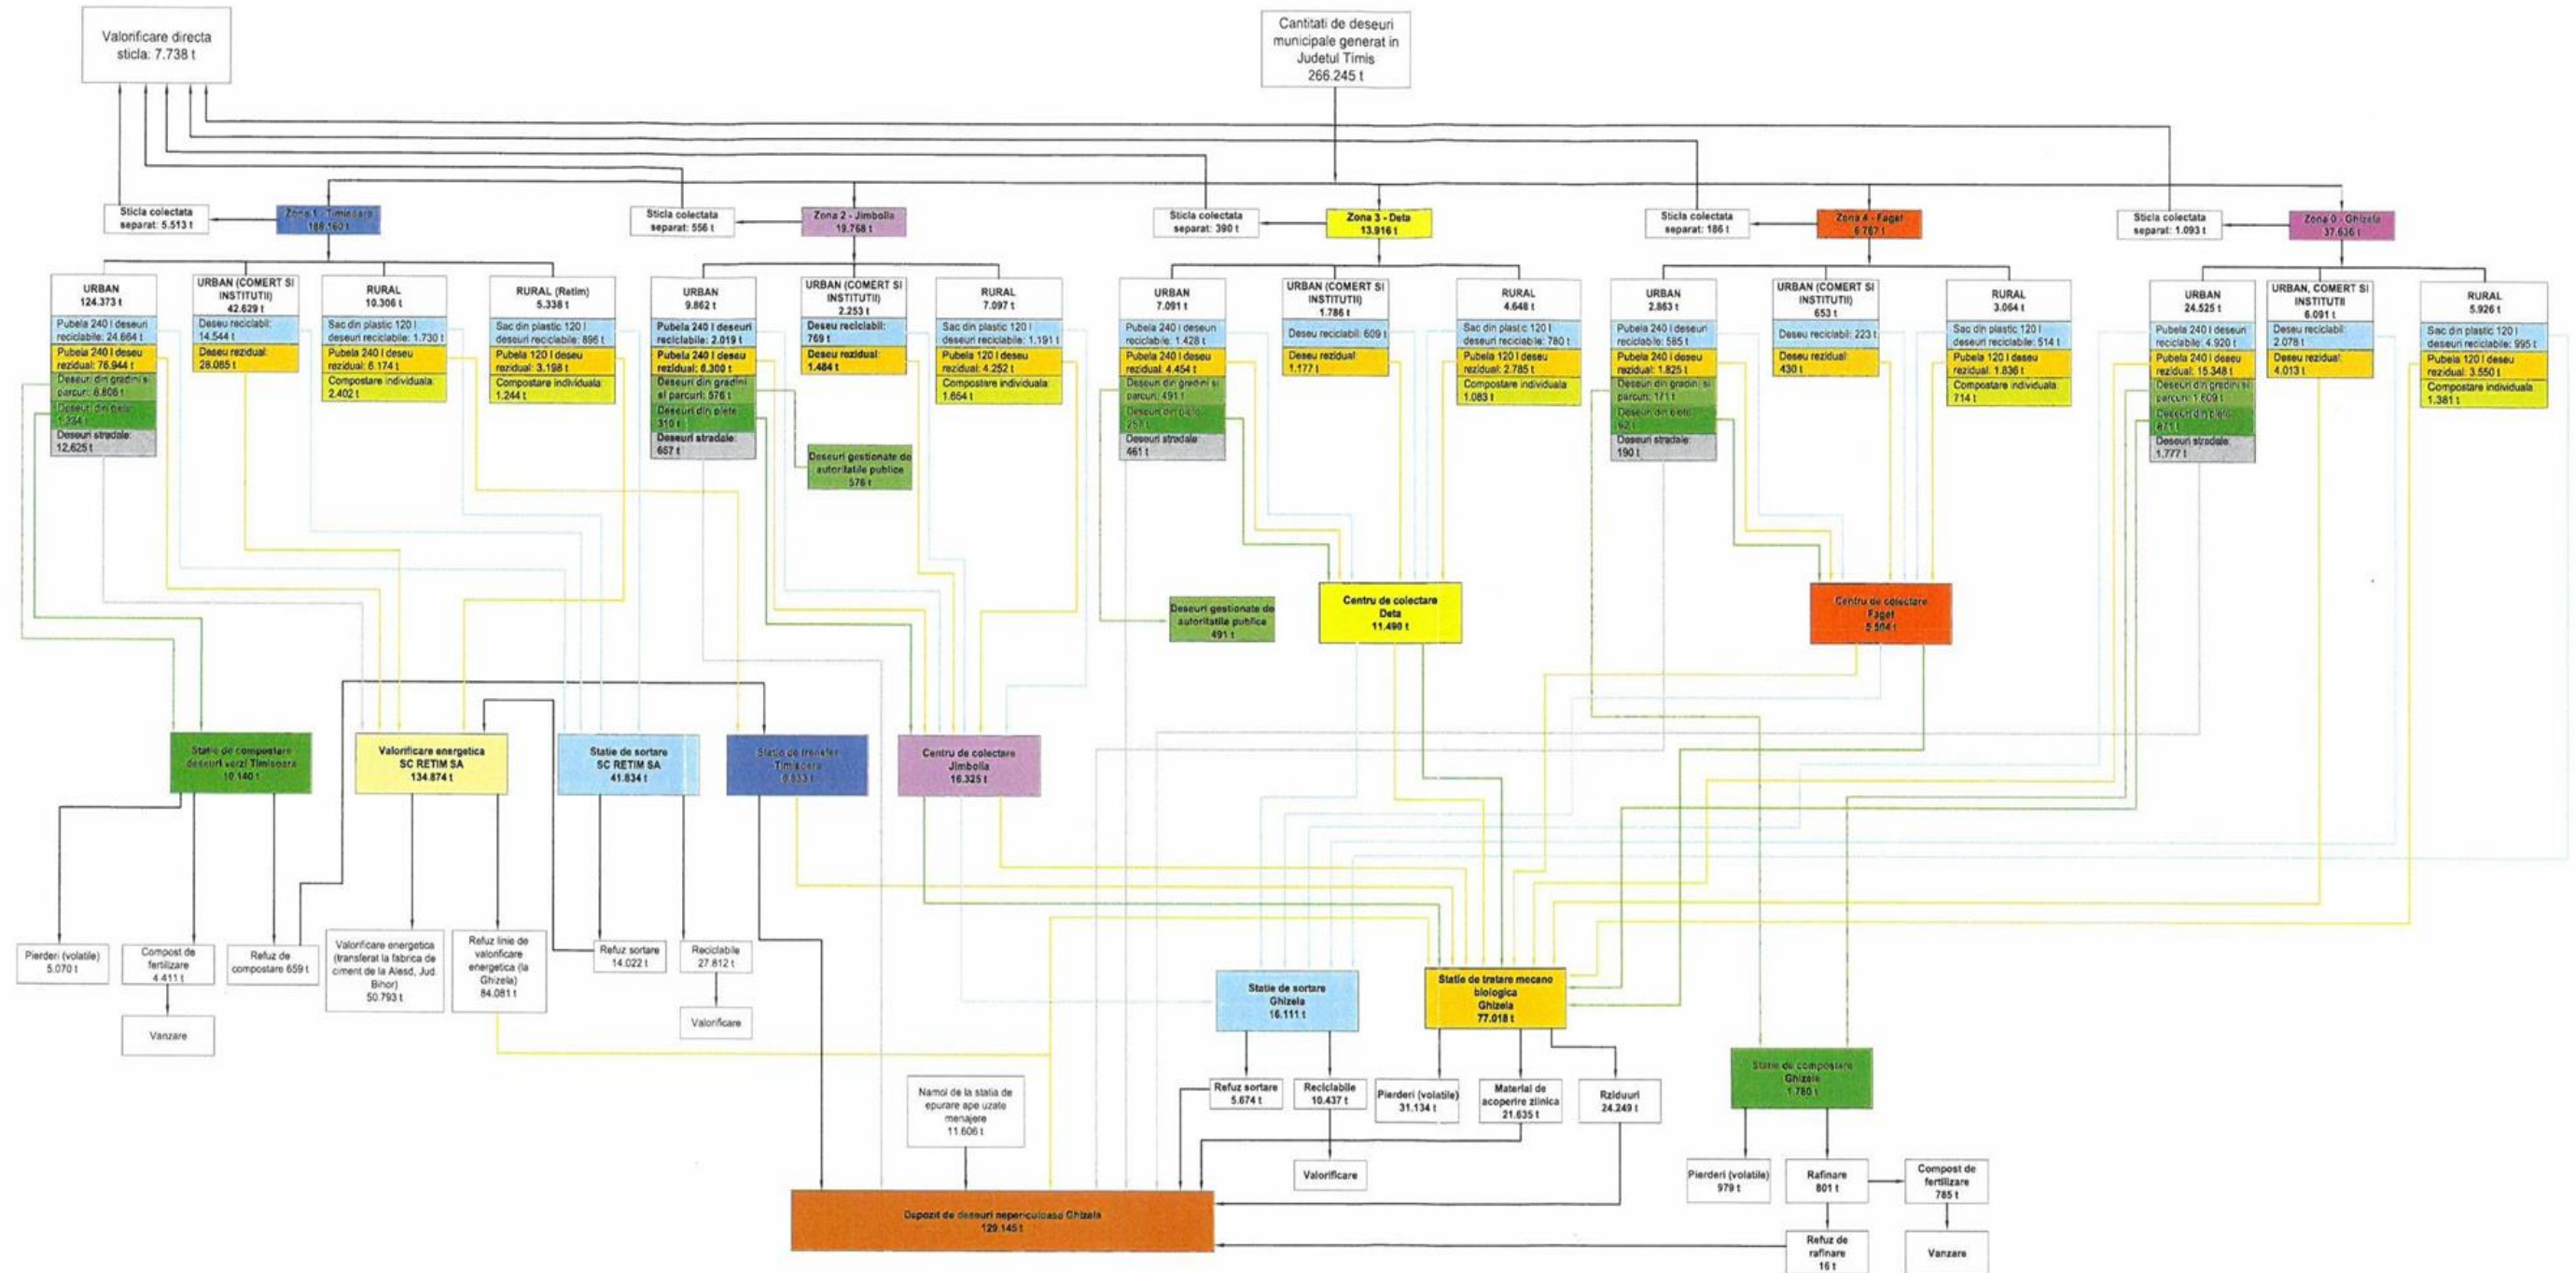 Valorificare directa
sticla: 7.738 t
Cantitati de deseuri
municipale generat in
Judetul Timis
266.245 t
Sticla colectata
separat: 5.513 t
Zona 1 - Timisoara
188.160 t
Sticla colectata
separat: 556 t
Zona 2 - Jimbolia
19.768 t
Sticla colectata
separat: 390 t
Zona 3 - Deta
13.916 t
Sticla colectata
separat: 186 t
Zona 4 - Faget
6.767 t
Sticla colectata
separat: 1.093 t
Zona 0 - Ghizela
37.636 t
URBAN
124.373 t
Pubela 240 l deseuri
reciclabile: 24.664 t
Pubela 240 l deseu
rezidual: 76.944 t
Deseuri din gradini si
parcuri:
Deseuri din piete:
Deseuri stradale:
12.625 t
URBAN (COMERT SI
INSTITUTII)
42.629 t
Deseu reciclabil:
14.544 t
Deseu rezidual:
28.085 t
RURAL
10.306 t
Sac din plastic 120 l
deseuri reciclabile: 1.730 t
Pubela 240 l deseu
rezidual: 6.174 t
Compostare individuala:
2.402 t
RURAL (Retim)
5.338 t
Sac din plastic 120 l
deseuri reciclabile: 896 t
Pubela 120 l deseu
rezidual: 3.198 t
Compostare individuala
1.244 t
URBAN
9.862 t
Pubela 240 l deseuri
reciclabile: 2.019 t
Pubela 240 l deseu
rezidual: 6.300 t
Deseuri din gradini
si parcuri: 576 t
Deseuri din piete
310 t
Deseuri stradale:
657 t
URBAN (COMERT SI
INSTITUTII)
2.253 t
Deseu reciclabil:
769 t
Deseu rezidual:
1.484 t
RURAL
7.097 t
Sac din plastic 120 l
deseuri reciclabile: 1.191 t
Pubela 120 l deseu
rezidual: 4.252 t
Compostare individuala:
1.654 t
Deseuri gestionate de
autoritatile publice
576 t
URBAN
7.091 t
Pubela 240 l deseuri
reciclabile: 1.428 t
Pubela 240 l deseu
rezidual: 4.454 t
Deseuri din gradini si
parcuri: 491 t
Deseuri din piete:
257 t
Deseuri stradale:
461 t
URBAN (COMERT SI
INSTITUTII)
1.786 t
Deseu reciclabil: 609 t
Deseu rezidual:
1.177 t
RURAL
4.648 t
Sac din plastic 120 l
deseuri reciclabile: 780 t
Pubela 120 l deseu
rezidual: 2.785 t
Compostare individuala
1.083 t
URBAN
2.863 t
Pubela 240 l deseuri
reciclabile: 585 t
Pubela 240 l deseu
rezidual: 1.825 t
Deseuri din gradini si
parcuri: 171 t
Deseuri din piete:
92 t
Deseuri stradale:
190 t
URBAN (COMERT SI
INSTITUTII)
653 t
Deseu reciclabil: 223 t
Deseu rezidual:
430 t
RURAL
3.064 t
Sac din plastic 120 l
deseuri reciclabile: 514 t
Pubela 120 l deseu
rezidual: 1.836 t
Compostare individuala:
714 t
URBAN
24.525 t
Pubela 240 l deseuri
reciclabile: 4.920 t
Pubela 240 l deseu
rezidual: 15.348 t
Deseuri din gradini si
parcuri: 1.609 t
Deseuri din piete:
871 t
Deseuri stradale:
1.777 t
URBAN, COMERT SI
INSTITUTII
6.091 t
Deseu reciclabil:
2.078 t
Deseu rezidual:
4.013 t
RURAL
5.926 t
Sac din plastic 120 l
deseuri reciclabile: 995 t
Pubela 120 l deseu
rezidual: 3.550 t
Compostare individuala
1.381 t
Deseuri gestionate de
autoritatile publice
491 t
Centru de colectare
Deta
11.490 t
Centru de colectare
Faget
5.504 t
Statie de compostare
deseuri verzi Timisoara
10.140 t
Valorificare energetica
SC RETIM SA
134.874 t
Statie de sortare
SC RETIM SA
41.834 t
Statie de transfer
Timisoara
Centru de colectare
Jimbolia
16.325 t
Pierderi (volatile)
5.070 t
Compost de
fertilizare
4.411 t
Refuz de
compostare 659 t
Valorificare energetica
(transferat la fabrica de
ciment de la Alesd, Jud.
Bihor)
50.793 t
Refuz linie de
valorificare
energetica (la
Ghizela)
84.081 t
Refuz sortare
14.022 t
Reciclabile
27.812 t
Vanzare
Valorificare
Statie de sortare
Ghizela
16.111 t
Statie de tratare mecano
biologica
Ghizela
77.018 t
Statie de compostare
Ghizela
1.780 t
Namol de la statia de
epurare ape uzate
menajere
11.606 t
Refuz sortare
5.674 t
Reciclabile
10.437 t
Pierderi (volatile)
31.134 t
Material de
acoperire zilnica
21.635 t
Rziduuri
24.249 t
Valorificare
Pierderi (volatile)
979 t
Rafinare
801 t
Compost de
fertilizare
785 t
Depozit de deseuri nepericuloase Ghizela
129.145 t
Refuz de
rafinare
16 t
Vanzare